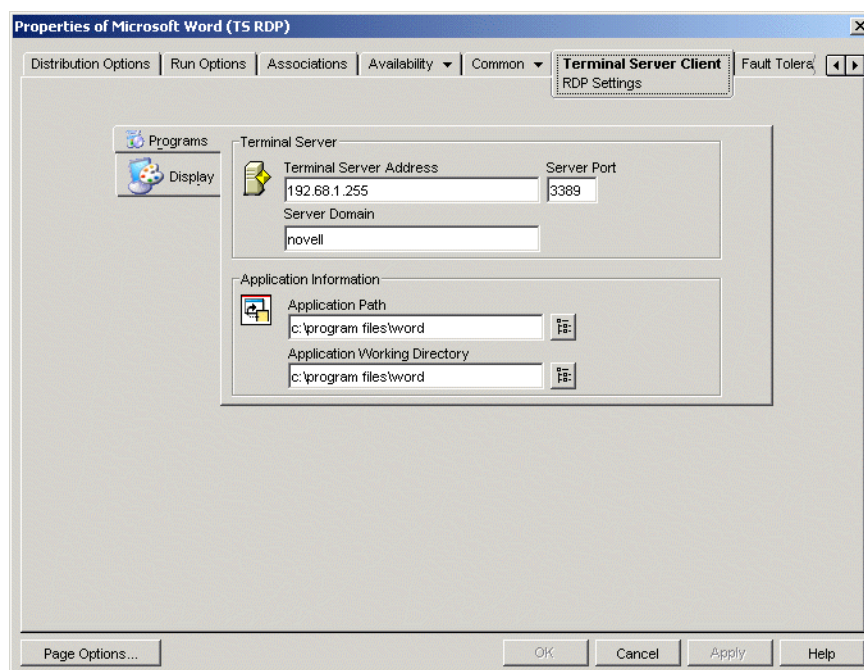 Properties of Microsoft Word (TS RDP)
Distribution Options Run Options Associations Availability Common Terminal Server Client Fault Tolera
RDP Settings
Programs
Display
Terminal Server
Terminal Server Address Server Port
192.68.1.255 3389
Server Domain
novell
Application Information
Application Path
c:\program files\word
Application Working Directory
c:\program files\word
Page Options... OK Cancel Apply Help